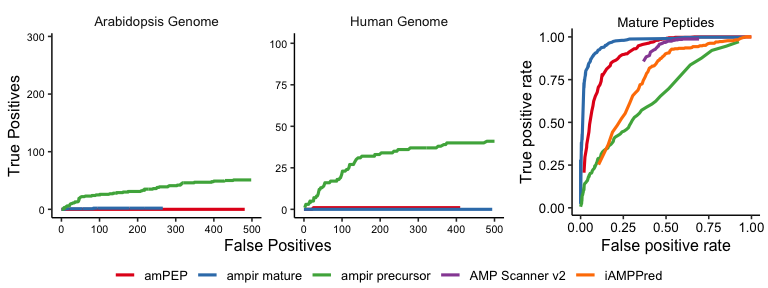 Arabidopsis Genome
Human Genome
Mature Peptides
True Positives
300
200
100
0
0 100 200 300 400 500
100
75
50
25
0
0 100 200 300 400 500
False Positives
True positive rate
1.00
0.75
0.50
0.25
0.00
0.00 0.25 0.50 0.75 1.00
False positive rate
amPEP ampir mature ampir precursor AMP Scanner v2 iAMPPred